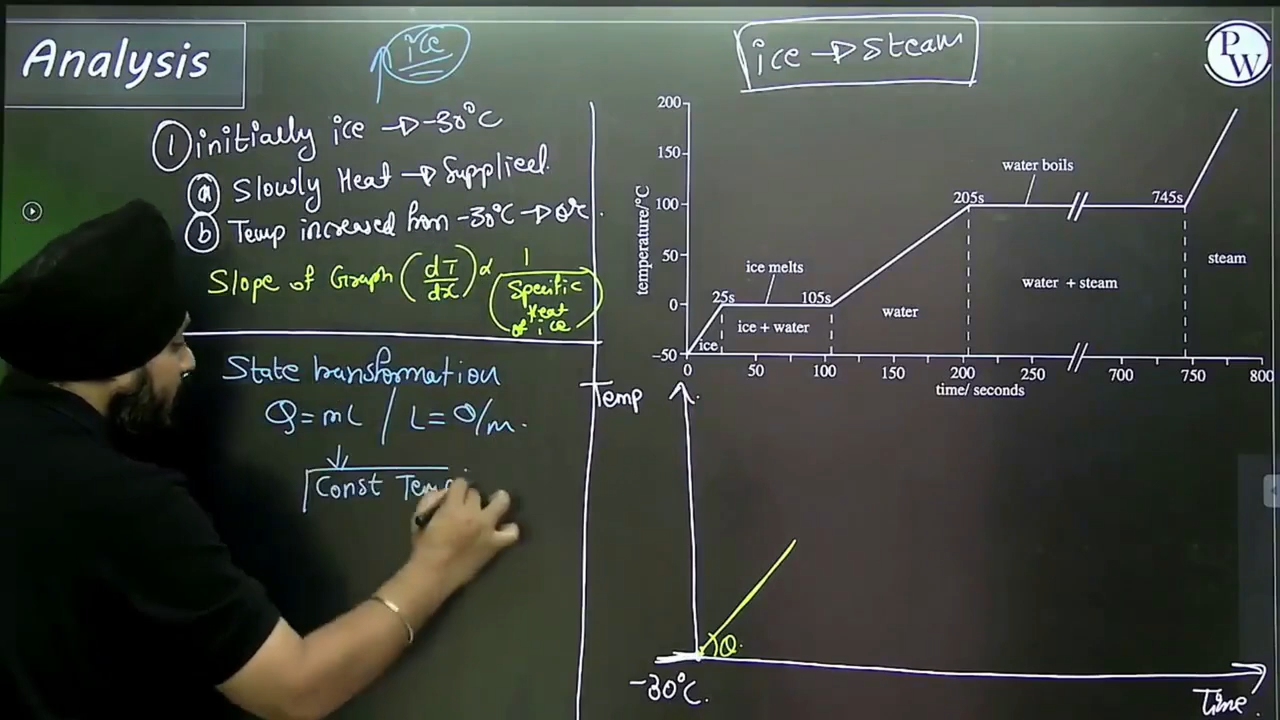 Analysis
ice
ice → Steam
PW
① initially ice → -30°C
ⓐ Slowly Heat → Supplied.
ⓑ Temp increased from -30°C → 0°C.
Slope of Graph (dT/dx) α 1/(Specific Heat of ice)
State transformation
Q = mL / L = Q/m.
Const Temp
temperature/°C
200
150
100
50
0
-50
25s
ice melts
105s
205s
water boils
745s
ice
ice + water
water
water + steam
steam
0 50 100 150 200 250 700 750 800
time/ seconds
Temp
θ.
-30°C.
Time.